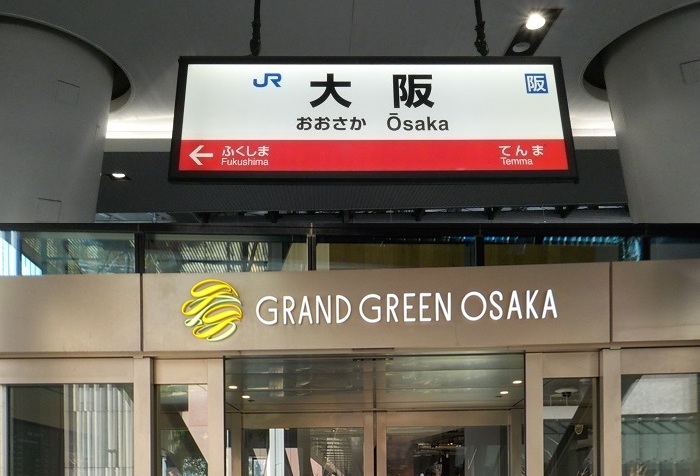 JR 大阪 阪
おおさか Ōsaka
ふくしま てんま
Fukushima Temma
GRAND GREEN OSAKA